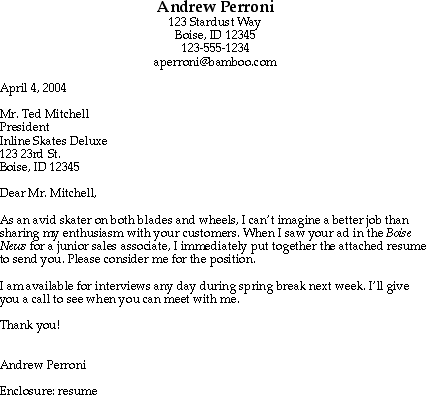 Andrew Perroni
123 Stardust Way
Boise, ID 12345
123-555-1234
aperroni@bamboo.com
April 4, 2004
Mr. Ted Mitchell
President
Inline Skates Deluxe
123 23rd St.
Boise, ID 12345
Dear Mr. Mitchell,
As an avid skater on both blades and wheels, I can't imagine a better job than
sharing my enthusiasm with your customers. When I saw your ad in the Boise
News for a junior sales associate, I immediately put together the attached resume
to send you. Please consider me for the position.
I am available for interviews any day during spring break next week. I'll give
you a call to see when you can meet with me.
Thank you!
Andrew Perroni
Enclosure: resume